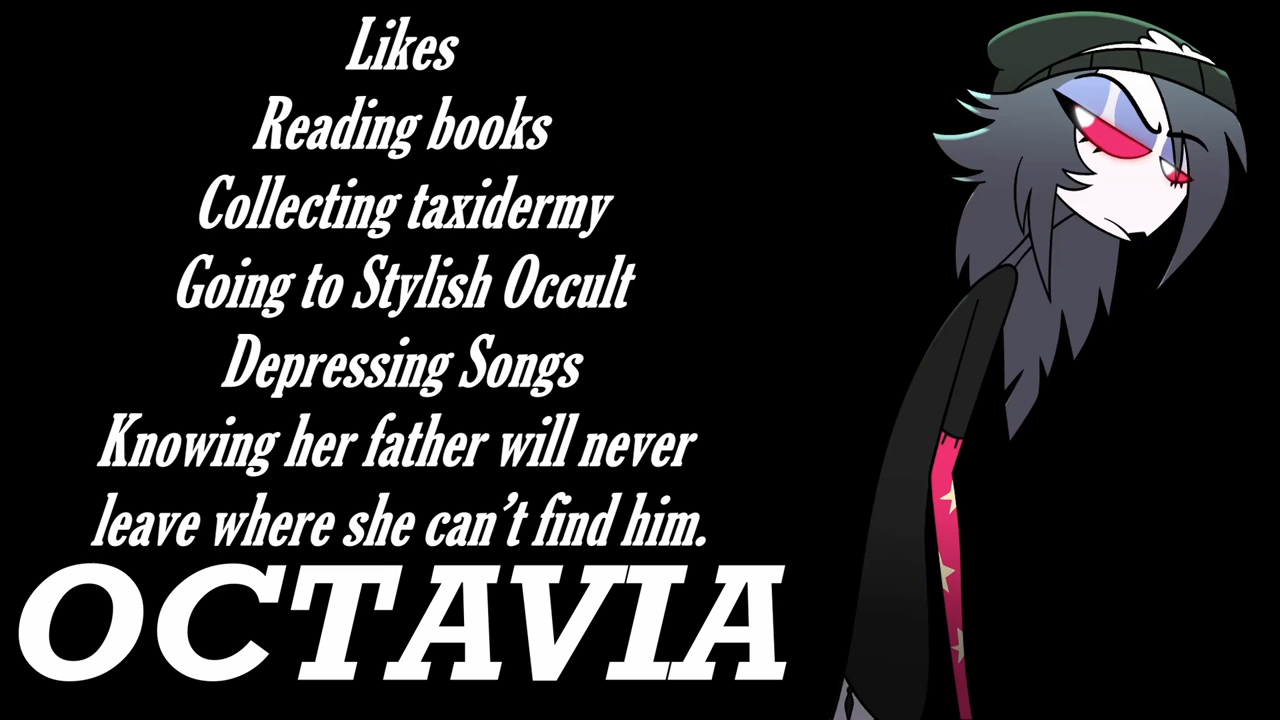 Likes
Reading books
Collecting taxidermy
Going to Stylish Occult
Depressing Songs
Knowing her father will never
leave where she can’t find him.
OCTAVIA